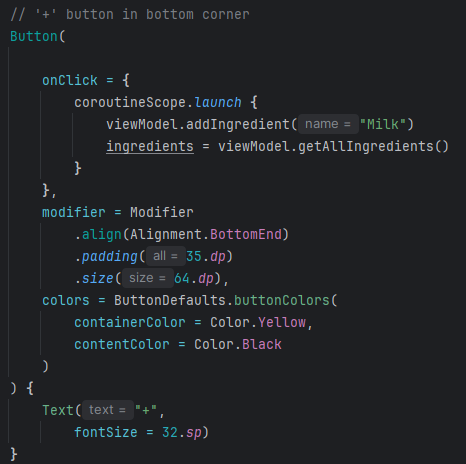 // '+' button in bottom corner
Button(
onClick = {
coroutineScope.launch {
viewModel.addIngredient( name = "Milk")
ingredients = viewModel.getAllIngredients()
}
},
modifier = Modifier
.align(Alignment.BottomEnd)
.padding( all = 35.dp)
.size( size = 64.dp),
colors = ButtonDefaults.buttonColors(
containerColor = Color.Yellow,
contentColor = Color.Black
)
) {
Text( text = "+",
fontSize = 32.sp)
}